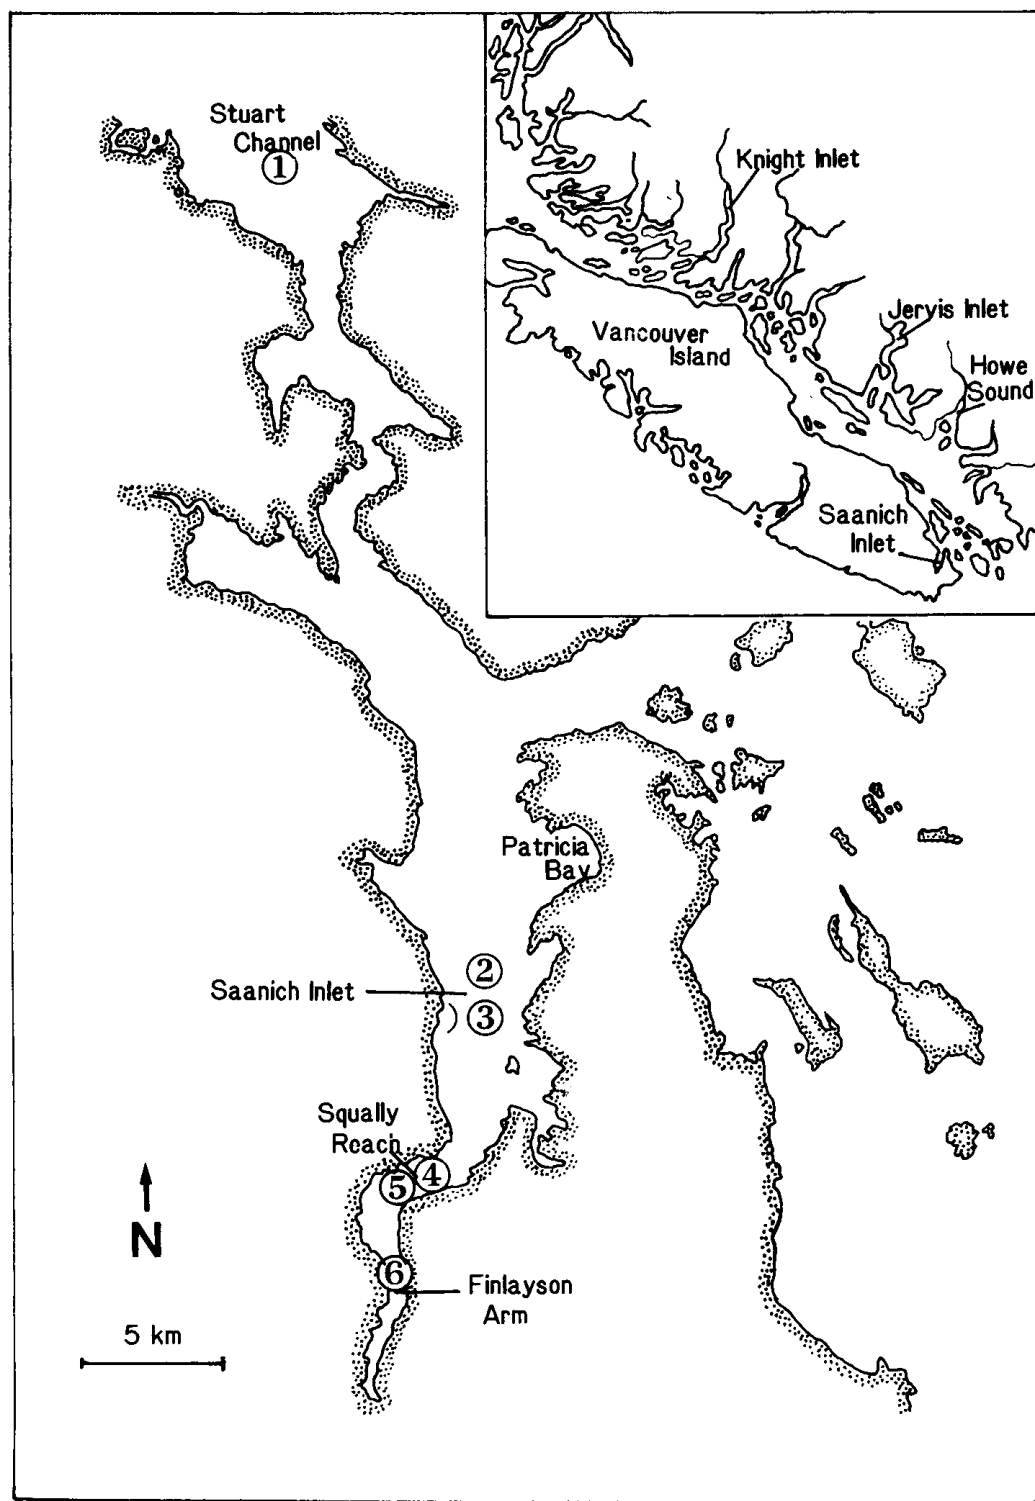 Stuart
Channel
1
Knight Inlet
Jervis Inlet
Vancouver
Island
Howe
Sound
Saanich
Inlet
Patricia
Bay
2
Saanich Inlet
3
Squally
Reach
4
5
N
6
Finlayson
Arm
5 km